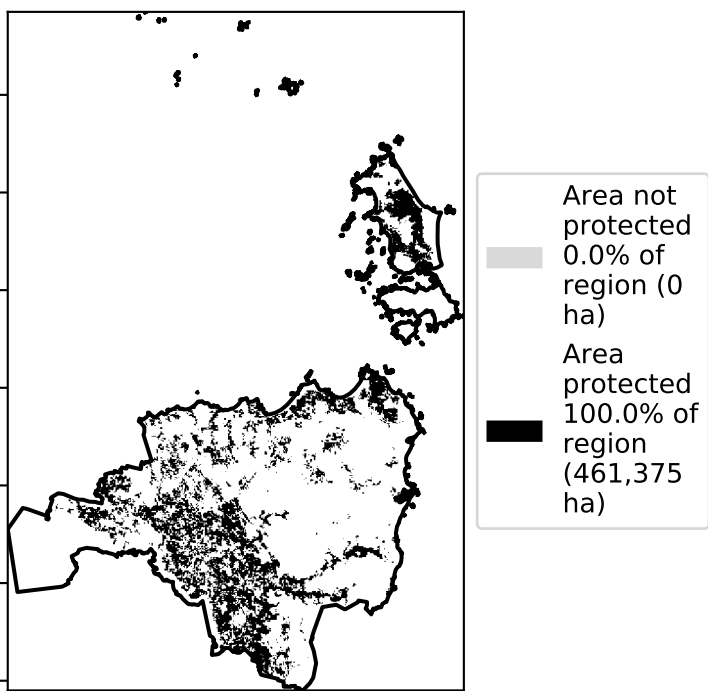 Area not
protected
0.0% of
region (0
ha)
Area
protected
100.0% of
region
(461,375
ha)